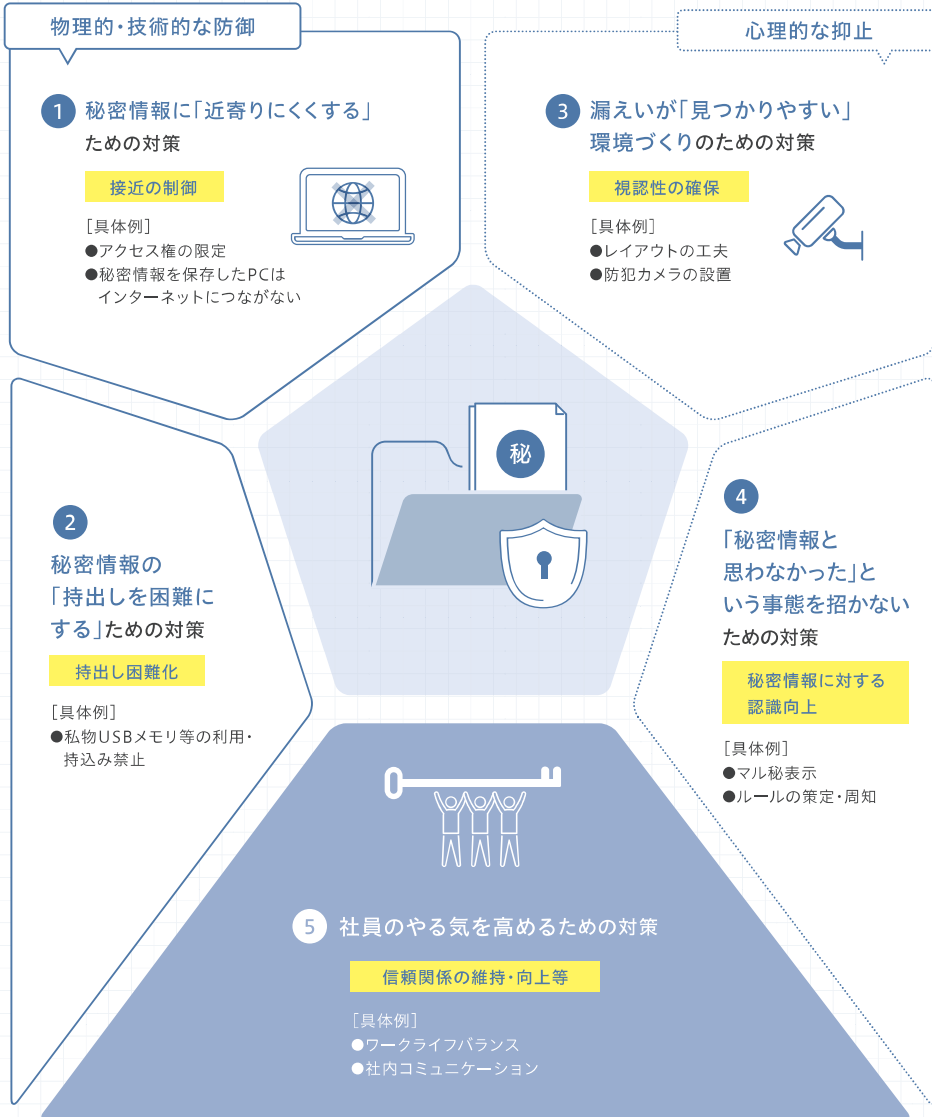 物理的・技術的な防御
1 秘密情報に「近寄りにくくする」
ための対策
接近の制御
［具体例］
●アクセス権の限定
●秘密情報を保存したPCは
インターネットにつながない
心理的な抑止
3 漏えいが「見つかりやすい」
環境づくりのための対策
視認性の確保
［具体例］
●レイアウトの工夫
●防犯カメラの設置
秘
2
秘密情報の
「持出しを困難に
する」ための対策
持出し困難化
［具体例］
●私物USBメモリ等の利用・
持込み禁止
4
「秘密情報と
思わなかった」と
いう事態を招かない
ための対策
秘密情報に対する
認識向上
［具体例］
●マル秘表示
●ルールの策定・周知
5 社員のやる気を高めるための対策
信頼関係の維持・向上等
［具体例］
●ワークライフバランス
●社内コミュニケーション